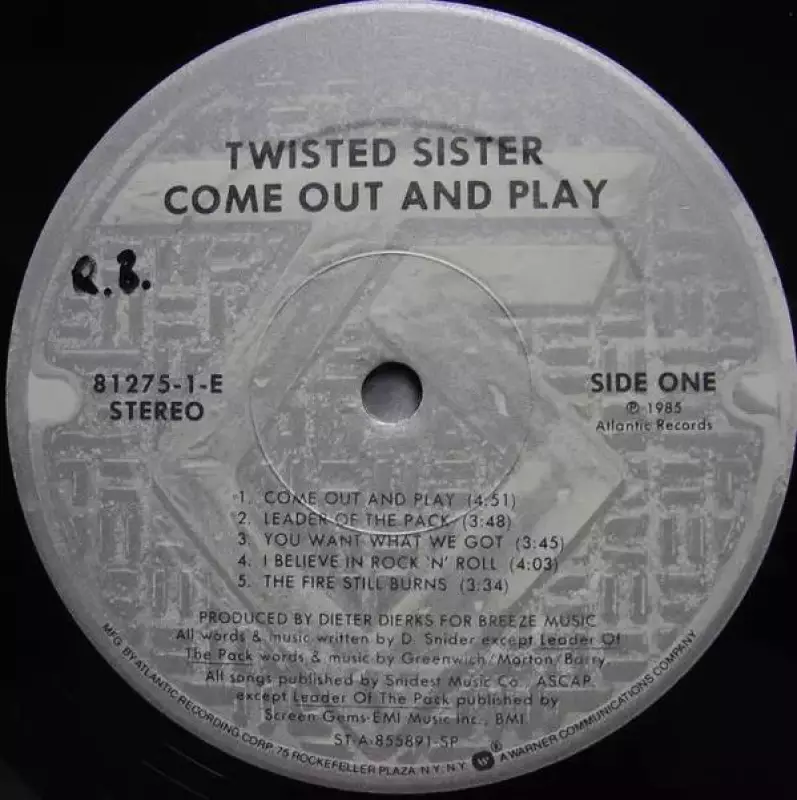 TWISTED SISTER
COME OUT AND PLAY
R.B.
81275-1-E
STEREO
SIDE ONE
℗ 1985
Atlantic Records
1. COME OUT AND PLAY (4:51)
2. LEADER OF THE PACK (3:48)
3. YOU WANT WHAT WE GOT (3:45)
4. I BELIEVE IN ROCK 'N' ROLL (4:03)
5. THE FIRE STILL BURNS (3:34)
PRODUCED BY DIETER DIERKS FOR BREEZE MUSIC
All words & music written by D. Snider except Leader Of
The Pack words & music by Greenwich/Morton/Barry.
All songs published by Snidest Music Co. ASCAP
except Leader Of The Pack published by
Screen Gems-EMI Music Inc., BMI.
ST-A-855891-SP
MFG. BY ATLANTIC RECORDING CORP. 75 ROCKEFELLER PLAZA N.Y. N.Y. W ® A WARNER COMMUNICATIONS COMPANY